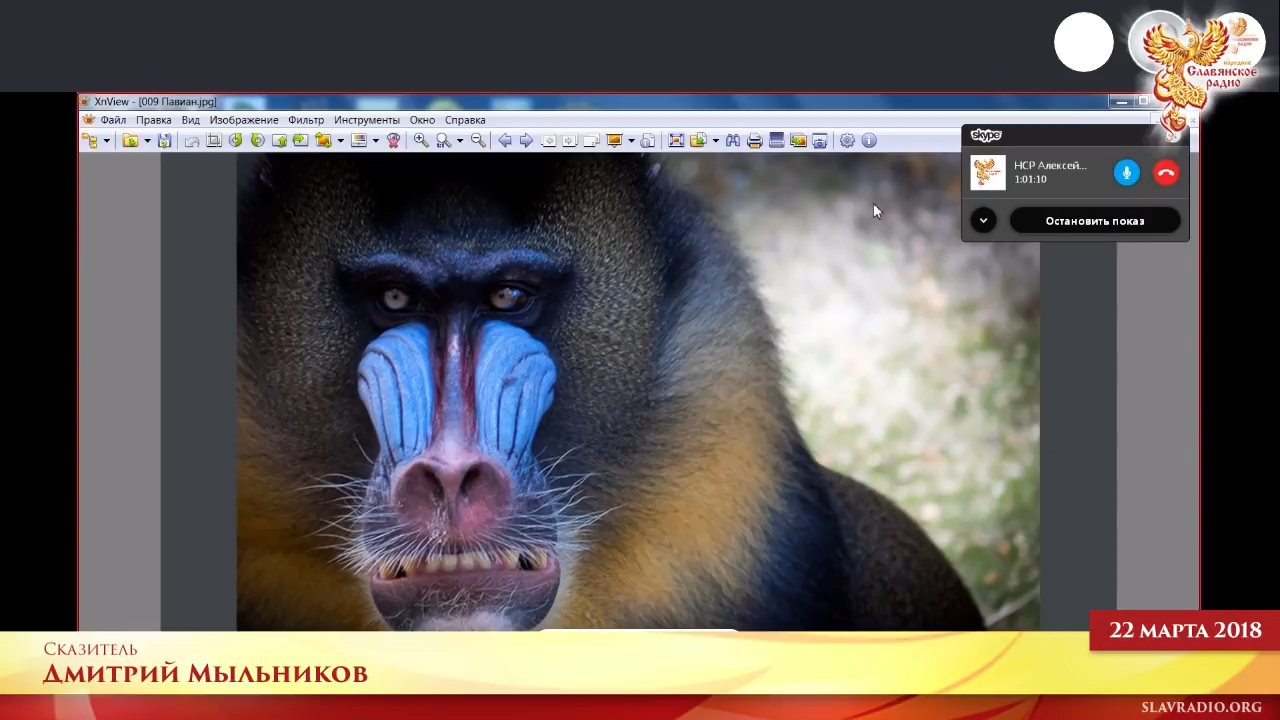 XnView - [009 Павиан.jpg]
Файл Правка Вид Изображение Фильтр Инструменты Окно Справка
народное
Славянское
радио
skype
НСР Алексей...
1:01:10
Остановить показ
22 марта 2018
Сказитель
Дмитрий Мыльников
slavradio.org